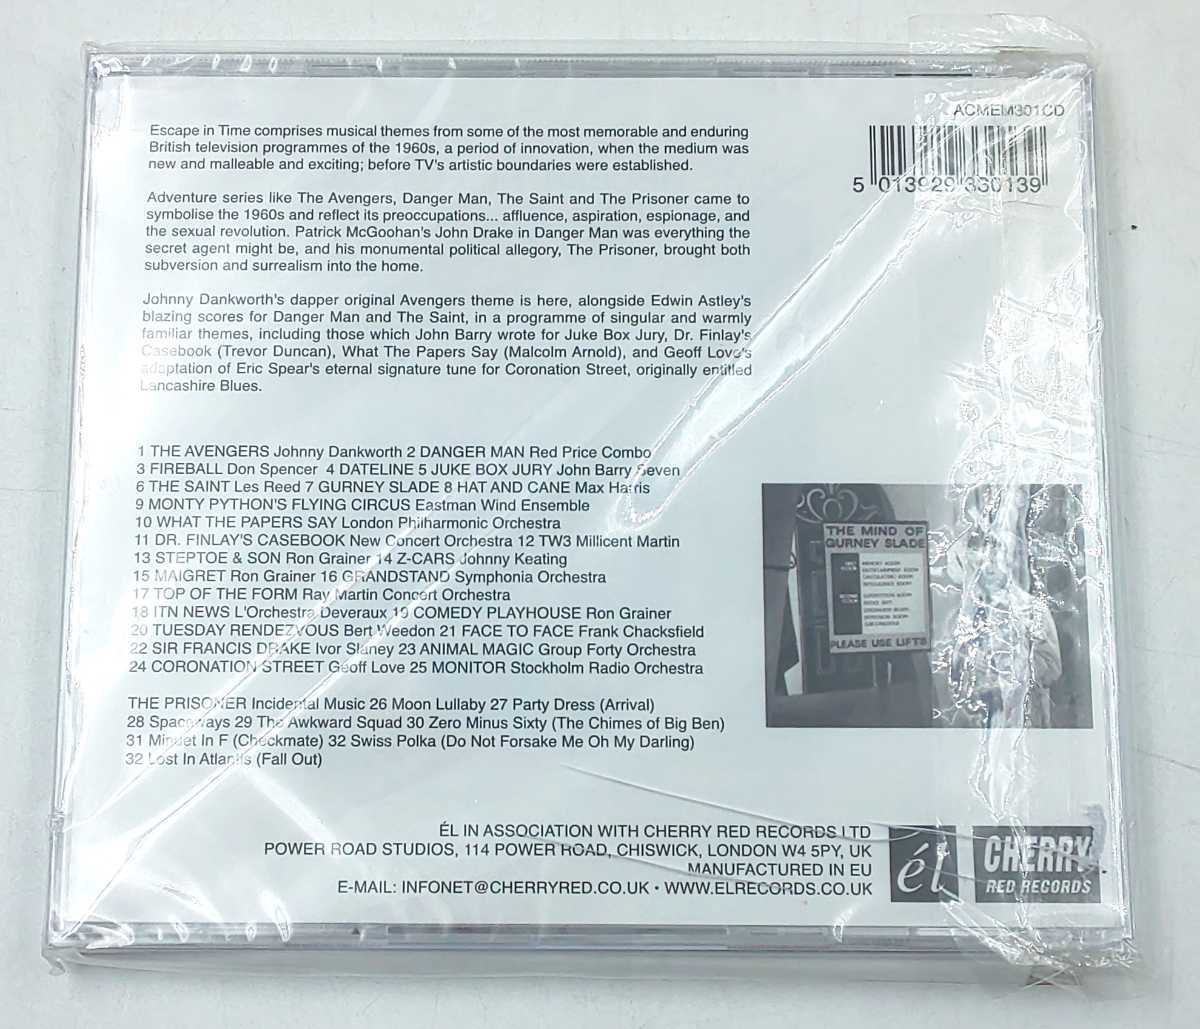 ACMEM301CD
5 013929 330139
Escape in Time comprises musical themes from some of the most memorable and enduring
British television programmes of the 1960s, a period of innovation, when the medium was
new and malleable and exciting; before TV's artistic boundaries were established.
Adventure series like The Avengers, Danger Man, The Saint and The Prisoner came to
symbolise the 1960s and reflect its preoccupations... affluence, aspiration, espionage, and
the sexual revolution. Patrick McGoohan's John Drake in Danger Man was everything the
secret agent might be, and his monumental political allegory, The Prisoner, brought both
subversion and surrealism into the home.
Johnny Dankworth's dapper original Avengers theme is here, alongside Edwin Astley's
blazing scores for Danger Man and The Saint, in a programme of singular and warmly
familiar themes, including those which John Barry wrote for Juke Box Jury, Dr. Finlay's
Casebook (Trevor Duncan), What The Papers Say (Malcolm Arnold), and Geoff Love's
adaptation of Eric Spear's eternal signature tune for Coronation Street, originally entitled
Lancashire Blues.
1 THE AVENGERS Johnny Dankworth 2 DANGER MAN Red Price Combo
3 FIREBALL Don Spencer 4 DATELINE 5 JUKE BOX JURY John Barry Seven
6 THE SAINT Les Reed 7 GURNEY SLADE 8 HAT AND CANE Max Harris
9 MONTY PYTHON'S FLYING CIRCUS Eastman Wind Ensemble
10 WHAT THE PAPERS SAY London Philharmonic Orchestra
11 DR. FINLAY'S CASEBOOK New Concert Orchestra 12 TW3 Millicent Martin
13 STEPTOE & SON Ron Grainer 14 Z-CARS Johnny Keating
15 MAIGRET Ron Grainer 16 GRANDSTAND Symphonia Orchestra
17 TOP OF THE FORM Ray Martin Concert Orchestra
18 ITN NEWS L'Orchestra Deveraux 19 COMEDY PLAYHOUSE Ron Grainer
20 TUESDAY RENDEZVOUS Bert Weedon 21 FACE TO FACE Frank Chacksfield
22 SIR FRANCIS DRAKE Ivor Slaney 23 ANIMAL MAGIC Group Forty Orchestra
24 CORONATION STREET Geoff Love 25 MONITOR Stockholm Radio Orchestra
THE PRISONER Incidental Music 26 Moon Lullaby 27 Party Dress (Arrival)
28 Spaceways 29 The Awkward Squad 30 Zero Minus Sixty (The Chimes of Big Ben)
31 Minuet In F (Checkmate) 32 Swiss Polka (Do Not Forsake Me Oh My Darling)
32 Lost In Atlantis (Fall Out)
THE MIND OF
GURNEY SLADE
PLEASE USE LIFTS
ÉL IN ASSOCIATION WITH CHERRY RED RECORDS LTD
POWER ROAD STUDIOS, 114 POWER ROAD, CHISWICK, LONDON W4 5PY, UK
MANUFACTURED IN EU
E-MAIL: INFONET@CHERRYRED.CO.UK • WWW.ELRECORDS.CO.UK
él
CHERRY
RED RECORDS